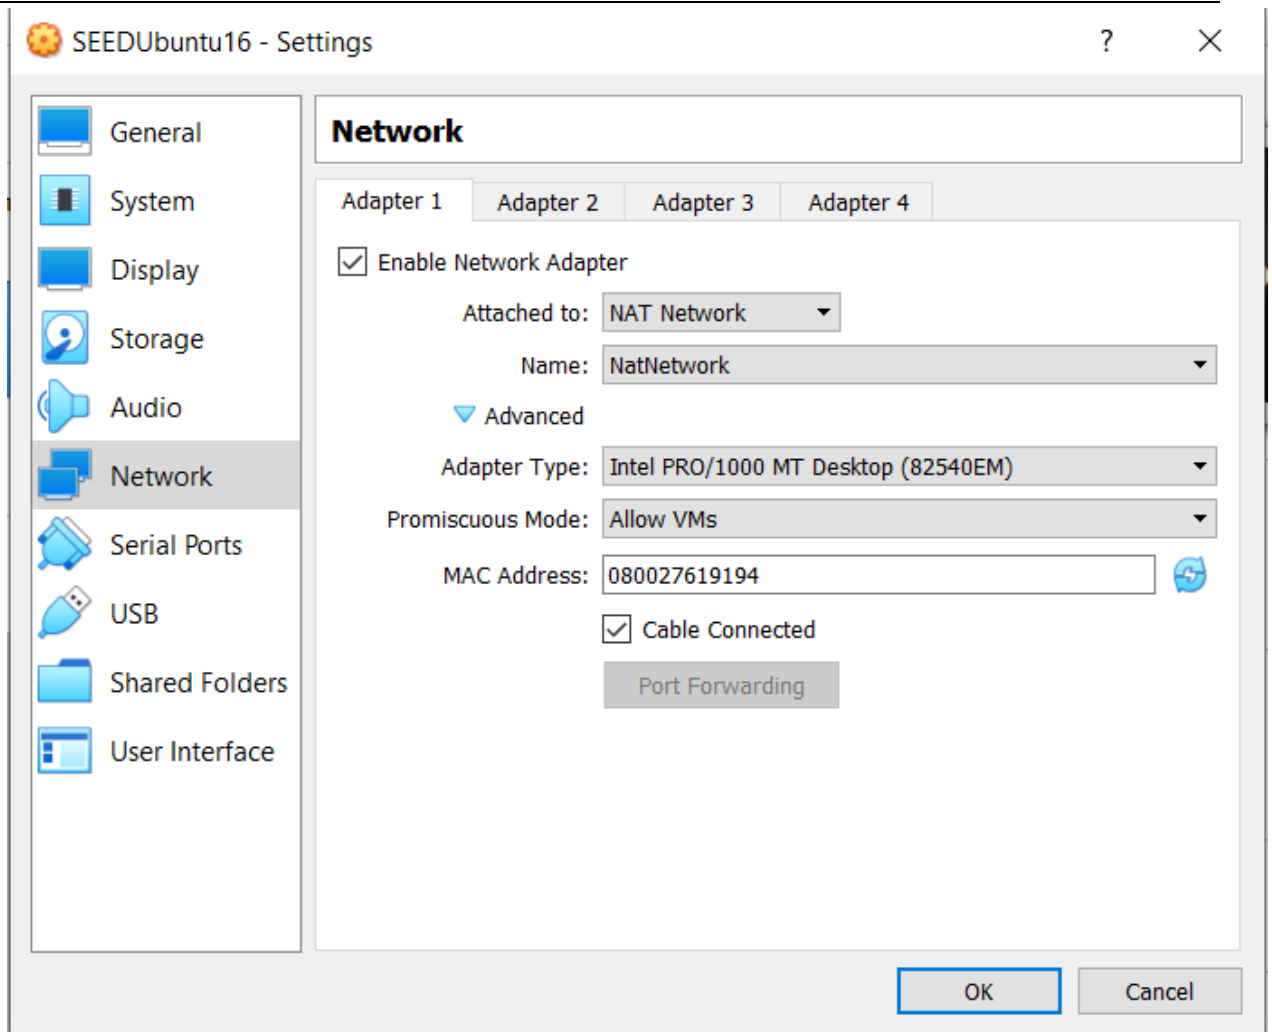 SEEDUbuntu16 - Settings
?
General
System
Display
Storage
Audio
Network
Serial Ports
USB
Shared Folders
User Interface
Network
Adapter 1 Adapter 2 Adapter 3 Adapter 4
Enable Network Adapter
Attached to: NAT Network
Name: NatNetwork
Advanced
Adapter Type: Intel PRO/1000 MT Desktop (82540EM)
Promiscuous Mode: Allow VMs
MAC Address: 080027619194
Cable Connected
Port Forwarding
OK Cancel